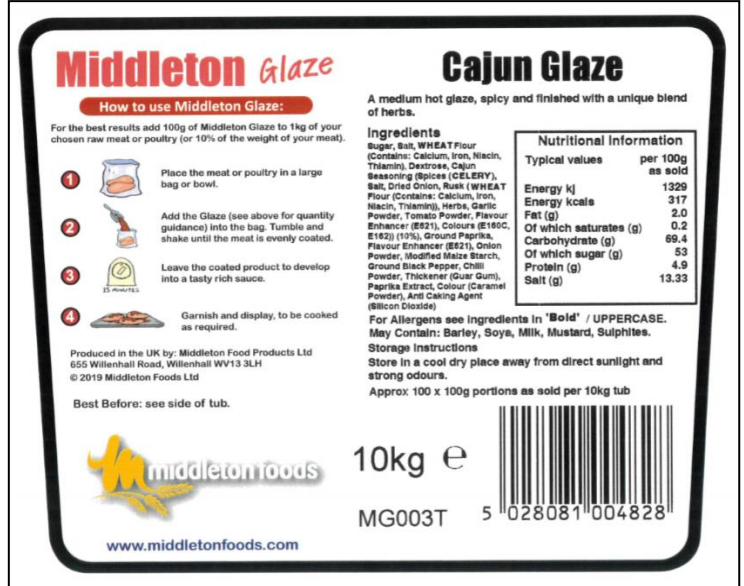 Middleton Glaze
How to use Middleton Glaze:
For the best results add 100g of Middleton Glaze to 1kg of your
chosen raw meat or poultry (or 10% of the weight of your meat).
1
Place the meat or poultry in a large
bag or bowl.
2
Add the Glaze (see above for quantity
guidance) into the bag. Tumble and
shake until the meat is evenly coated.
3
Leave the coated product to develop
into a tasty rich sauce.
15 MINUTES
4
Garnish and display, to be cooked
as required.
Produced in the UK by: Middleton Food Products Ltd
655 Willenhall Road, Willenhall WV13 3LH
© 2019 Middleton Foods Ltd
Best Before: see side of tub.
middleton foods
www.middletonfoods.com
Cajun Glaze
A medium hot glaze, spicy and finished with a unique blend
of herbs.
Ingredients
Sugar, Salt, WHEAT Flour
(Contains: Calcium, Iron, Niacin,
Thiamin), Dextrose, Cajun
Seasoning (Spices (CELERY),
Salt, Dried Onion, Rusk (WHEAT
Flour (Contains: Calcium, Iron,
Niacin, Thiamin)), Herbs, Garlic
Powder, Tomato Powder, Flavour
Enhancer (E621), Colours (E160C,
E162)) (10%), Ground Paprika,
Flavour Enhancer (E621), Onion
Powder, Modified Maize Starch,
Ground Black Pepper, Chilli
Powder, Thickener (Guar Gum),
Paprika Extract, Colour (Caramel
Powder), Anti Caking Agent
(Silicon Dioxide)
Nutritional Information
Typical values per 100g
as sold
Energy kj 1329
Energy kcals 317
Fat (g) 2.0
Of which saturates (g) 0.2
Carbohydrate (g) 69.4
Of which sugar (g) 53
Protein (g) 4.9
Salt (g) 13.33
For Allergens see Ingredients in 'Bold' / UPPERCASE.
May Contain: Barley, Soya, Milk, Mustard, Sulphites.
Storage Instructions
Store in a cool dry place away from direct sunlight and
strong odours.
Approx 100 x 100g portions as sold per 10kg tub
10kg e
MG003T
5 028081 004828